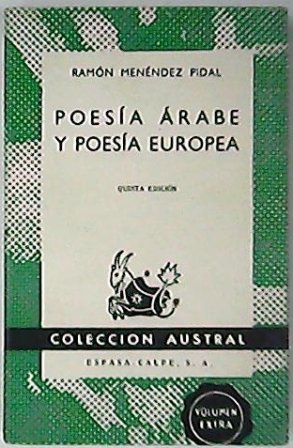 RAMÓN MENÉNDEZ PIDAL
POESÍA ÁRABE
Y POESÍA EUROPEA
QUINTA EDICIÓN
COLECCION AUSTRAL
ESPASA-CALPE, S. A.
VOLUMEN
EXTRA